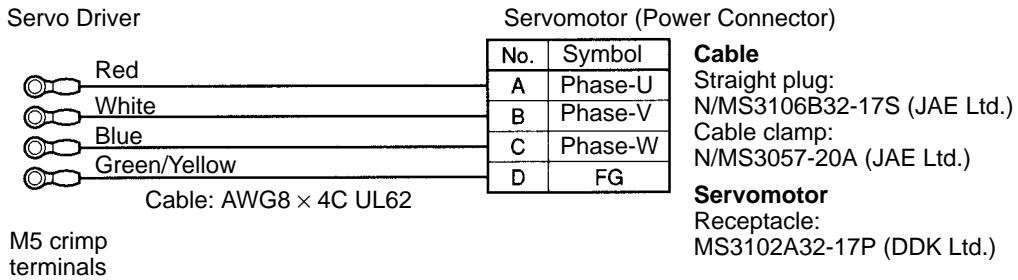 Servo Driver
Servomotor (Power Connector)
No. Symbol
Red
A Phase-U
White
B Phase-V
Blue
C Phase-W
Green/Yellow
D FG
Cable: AWG8 × 4C UL62
M5 crimp
terminals
Cable
Straight plug:
N/MS3106B32-17S (JAE Ltd.)
Cable clamp:
N/MS3057-20A (JAE Ltd.)
Servomotor
Receptacle:
MS3102A32-17P (DDK Ltd.)